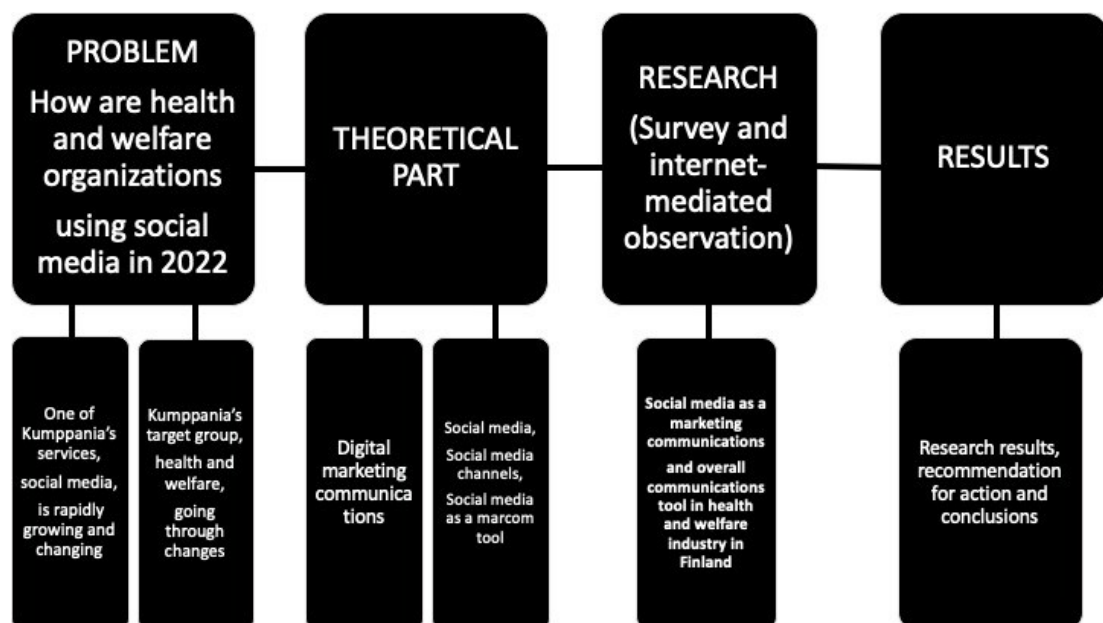 PROBLEM
How are health
and welfare
organizations
using social
media in 2022
THEORETICAL
PART
RESEARCH
(Survey and
internet-
mediated
observation)
RESULTS
One of
Kumppania’s
services,
social media,
is rapidly
growing and
changing
Kumppania’s
target group,
health and
welfare,
going
through
changes
Digital
marketing
communica
tions
Social media,
Social media
channels,
Social media
as a marcom
tool
Social media as a
marketing
communications
and overall
communications
tool in health
and welfare
industry in
Finland
Research results,
recommendation
for action and
conclusions